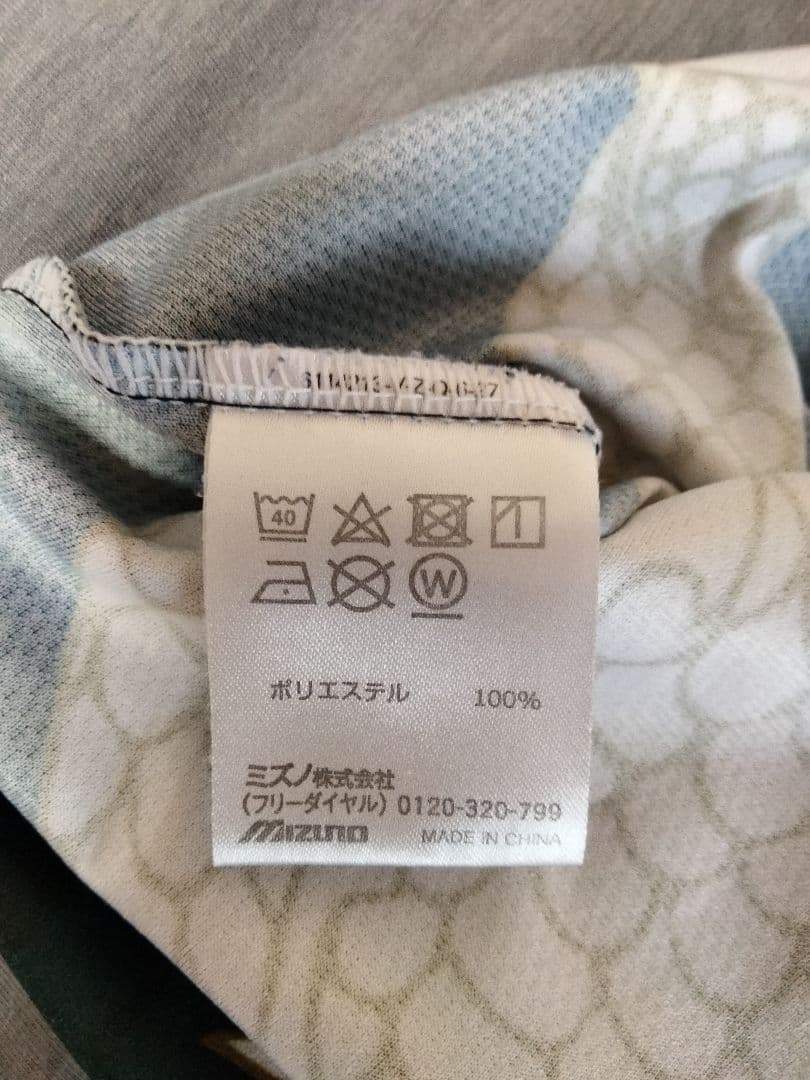 40
W
ポリエステル 100%
ミズノ株式会社
(フリーダイヤル) 0120-320-799
MIZUNO MADE IN CHINA